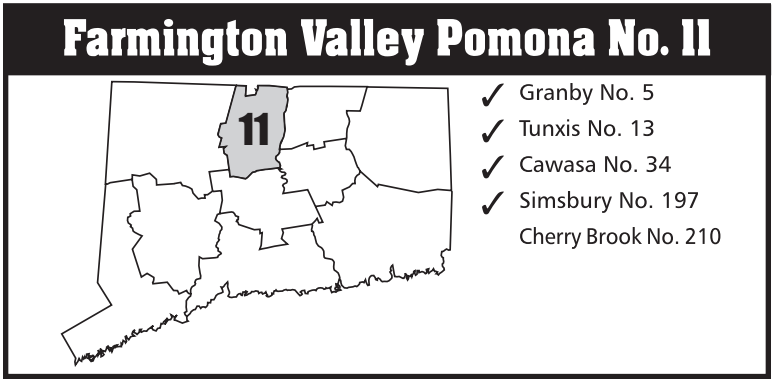 Farmington Valley Pomona No. 11
11
✓ Granby No. 5
✓ Tunxis No. 13
✓ Cawasa No. 34
✓ Simsbury No. 197
Cherry Brook No. 210